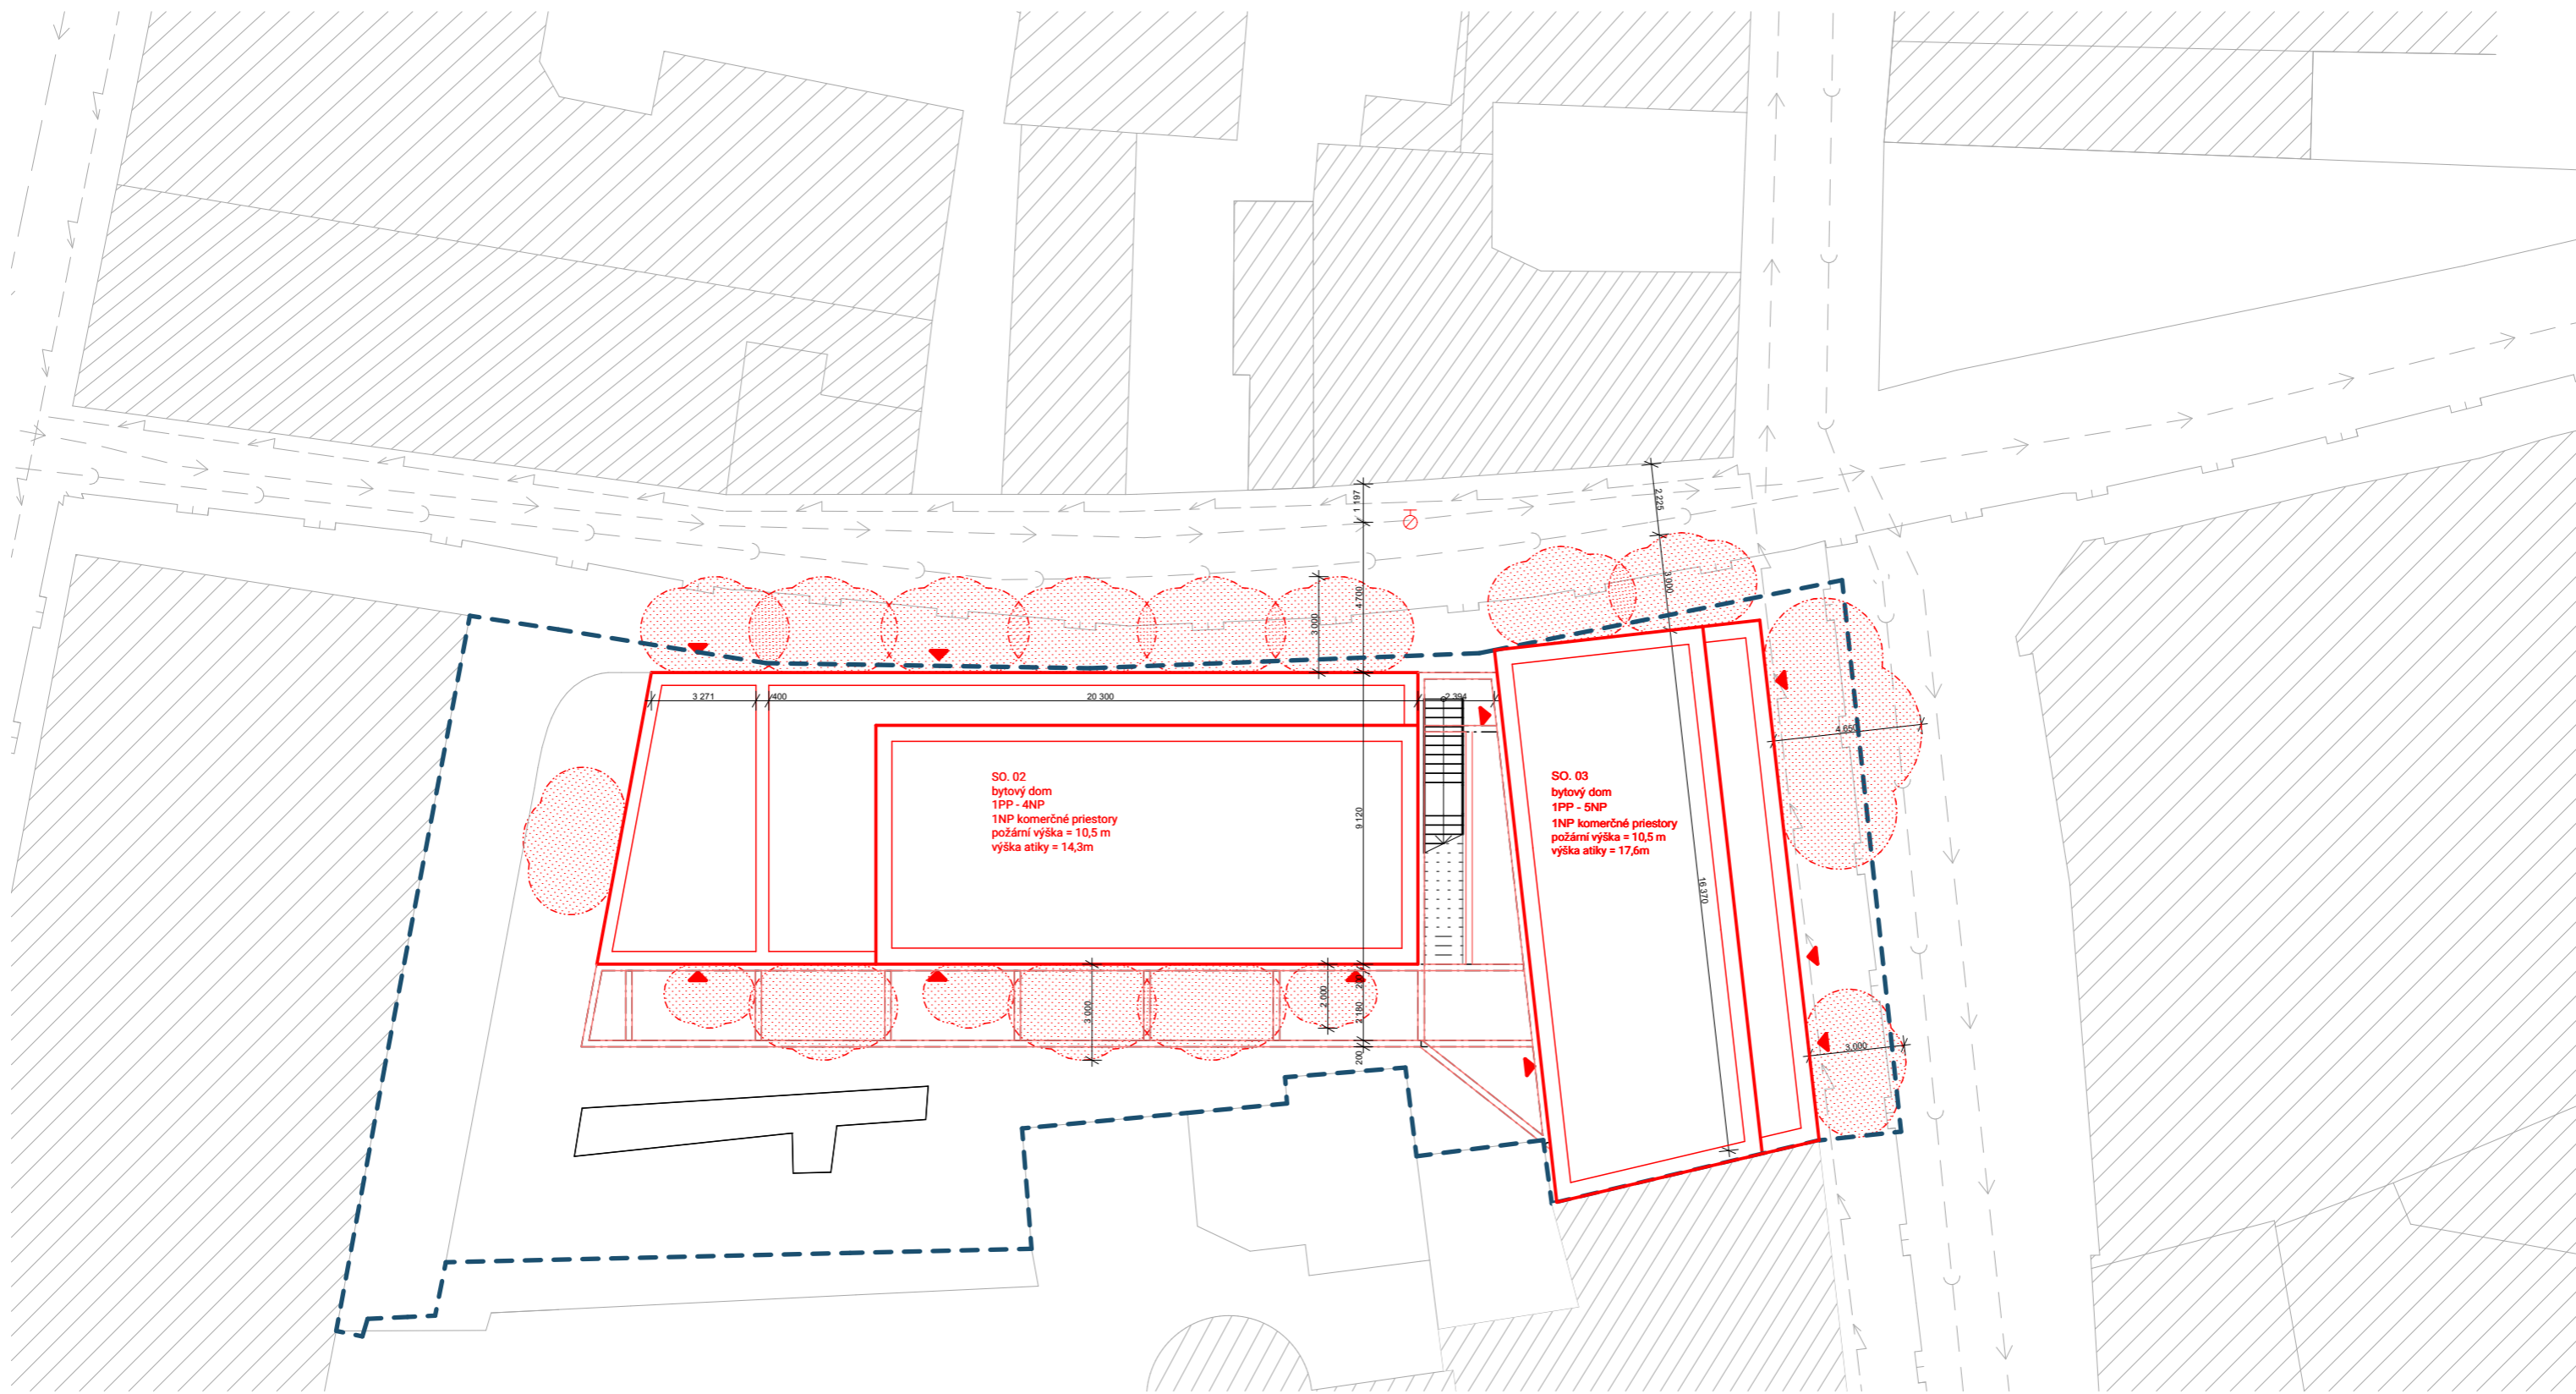 2 225
1 197
3 000
4 700
3 000
3 271
400
20 300
2 394
4 650
SO. 02
bytový dom
1PP - 4NP
1NP komerčné priestory
požární výška = 10,5 m
výška atiky = 14,3m
SO. 03
bytový dom
1PP - 5NP
1NP komerčné priestory
požární výška = 10,5 m
výška atiky = 17,6m
9 120
16 370
3 000
2 000
2 180
200
3 000